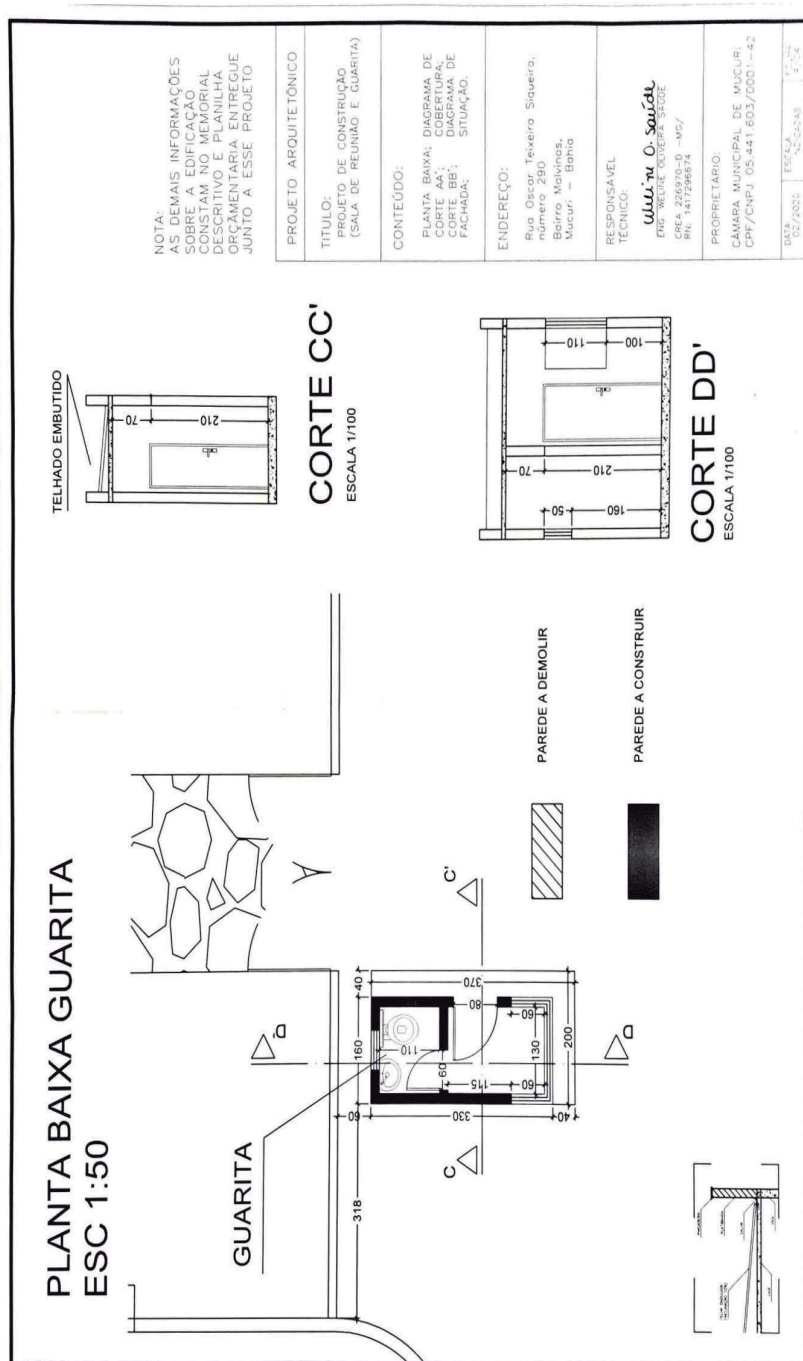 PLANTA BAIXA GUARITA
ESC 1:50
GUARITA
318
60
160
40
330
40
370
200
110
60
80
115
60
60
130
C
C'
D
D'
PAREDE A DEMOLIR
PAREDE A CONSTRUIR
TELHADO EMBUTIDO
70
210
CORTE CC'
ESCALA 1/100
50
160
70
210
110
100
CORTE DD'
ESCALA 1/100
NOTA:
AS DEMAIS INFORMAÇÕES
SOBRE A EDIFICAÇÃO
CONSTAM NO MEMORIAL
DESCRITIVO E PLANILHA
ORÇAMENTARIA ENTREGUE
JUNTO A ESSE PROJETO
PROJETO ARQUITETÔNICO
TITULO:
PROJETO DE CONSTRUÇÃO
(SALA DE REUNIÃO E GUARITA)
CONTEÚDO:
PLANTA BAIXA; DIAGRAMA DE
CORTE AA'; COBERTURA;
CORTE BB'; DIAGRAMA DE
FACHADA; SITUAÇÃO.
ENDEREÇO:
Rua Oscar Teixeira Siqueira,
número 290
Bairro Malvinas,
Mucuri - Bahia
RESPONSÁVEL
TÉCNICO:
O. Saúde
ENG WELINE OLIVEIRA SAÚDE
CREA 226970-D -MG/
RN: 1417296674
PROPRIETÁRIO:
CÂMARA MUNICIPAL DE MUCURI
CPF/CNPJ 05.441.603/0001-42
DATA
ESCALA